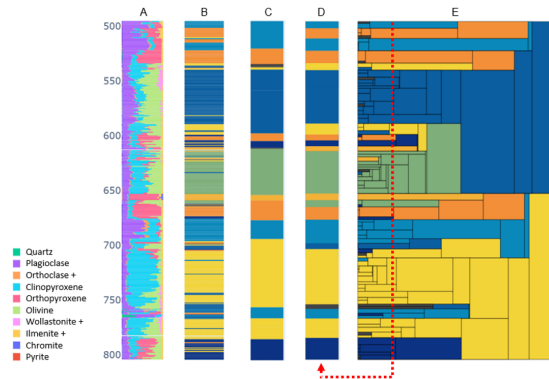 A B C D E
500
550
600
650
700
750
800
Quartz
Plagioclase
Orthoclase +
Clinopyroxene
Orthopyroxene
Olivine
Wollastonite +
Ilmenite +
Chromite
Pyrite